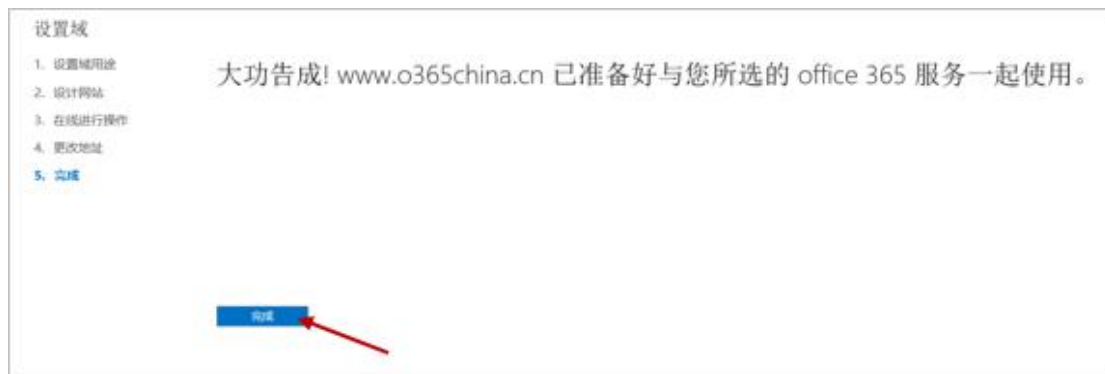 设置域
1. 设置域用途
2. 设计网站
3. 在线进行操作
4. 更改地址
5. 完成
大功告成! www.o365china.cn 已准备好与您所选的 office 365 服务一起使用。
完成